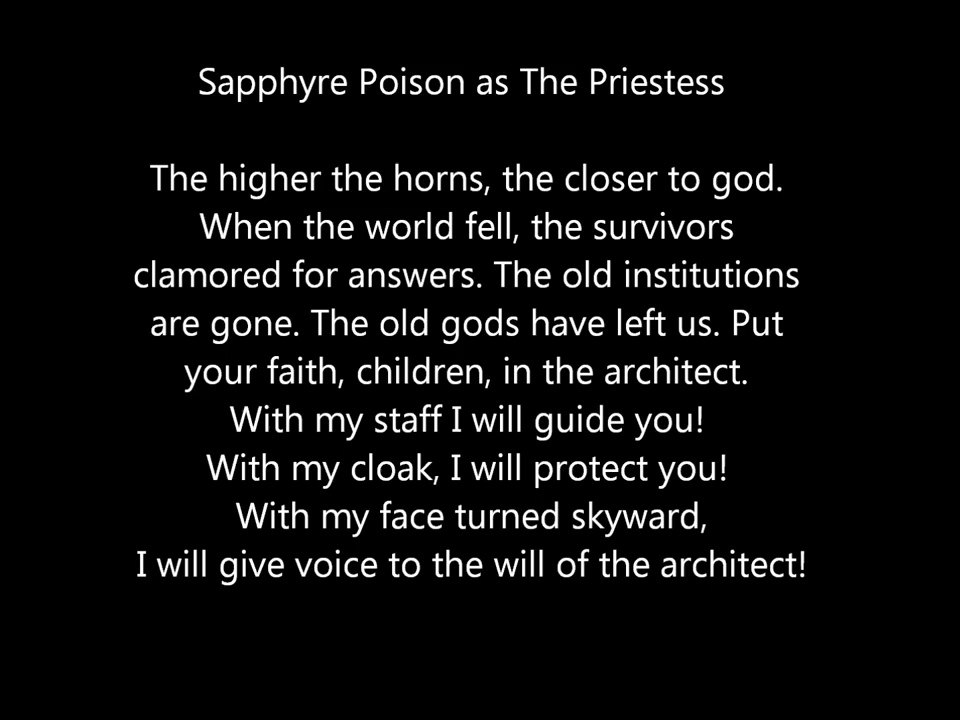 Sapphyre Poison as The Priestess
The higher the horns, the closer to god.
When the world fell, the survivors
clamored for answers. The old institutions
are gone. The old gods have left us. Put
your faith, children, in the architect.
With my staff I will guide you!
With my cloak, I will protect you!
With my face turned skyward,
I will give voice to the will of the architect!